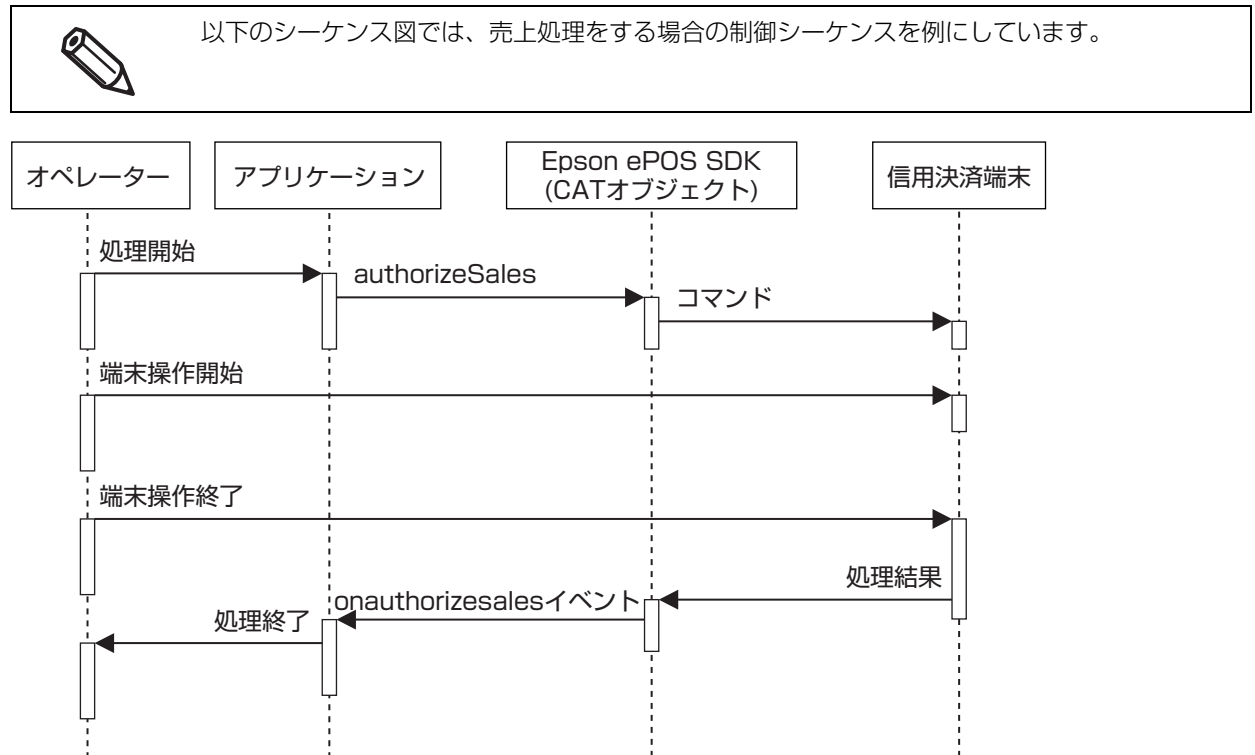 以下のシーケンス図では、売上処理をする場合の制御シーケンスを例にしています。
オペレーター
アプリケーション
Epson ePOS SDK
(CATオブジェクト)
信用決済端末
処理開始
authorizeSales
コマンド
端末操作開始
端末操作終了
処理結果
onauthorizesalesイベント
処理終了